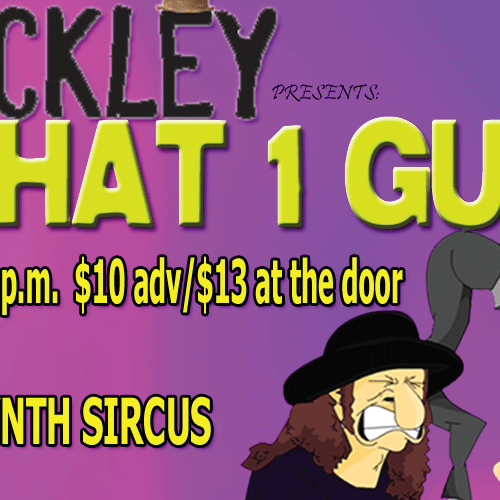 CKLEY
PRESENTS:
HAT 1 GU
p.m. $10 adv/$13 at the door
NTH SIRCUS